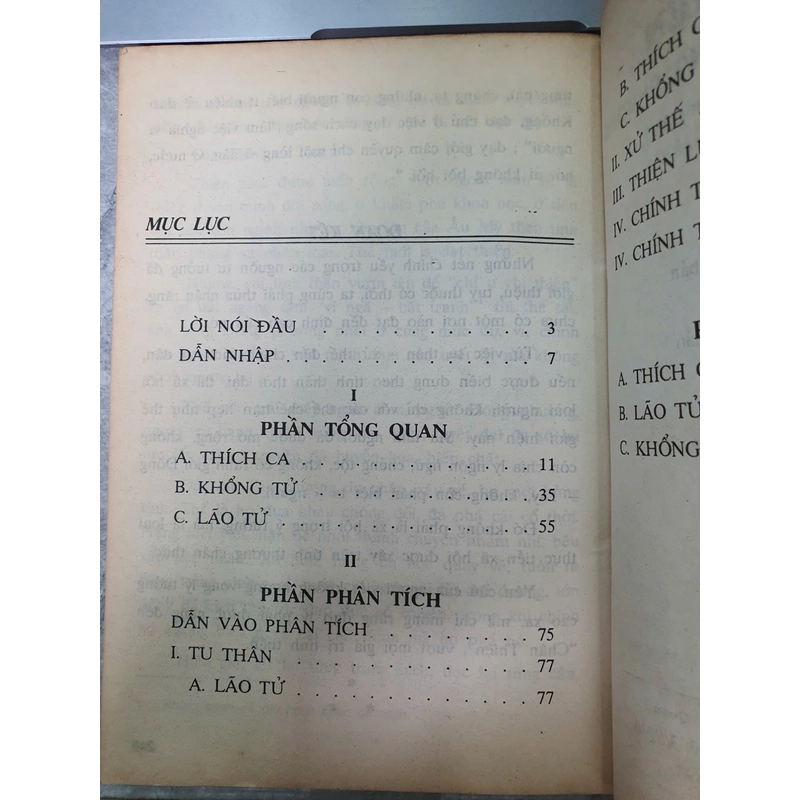 MỤC LỤC
LỜI NÓI ĐẦU . . . . . . . . . . . . . . 3
DẪN NHẬP . . . . . . . . . . . . . . 7
I
PHẦN TỔNG QUAN
A. THÍCH CA . . . . . . . . . . . . . . 11
B. KHỔNG TỬ . . . . . . . . . . . . . . 35
C. LÃO TỬ . . . . . . . . . . . . . . 55
II
PHẦN PHÂN TÍCH
DẪN VÀO PHÂN TÍCH . . . . . . . . . . 75
I. TU THÂN . . . . . . . . . . . . . . 77
A. LÃO TỬ . . . . . . . . . . . . . . 77
B. THÍCH
C. KHỔNG
II. XỬ THẾ
III. THIỆN
IV. CHÍNH
IV. CHÍNH
A. THÍCH
B. LÃO TỬ
C. KHỔNG